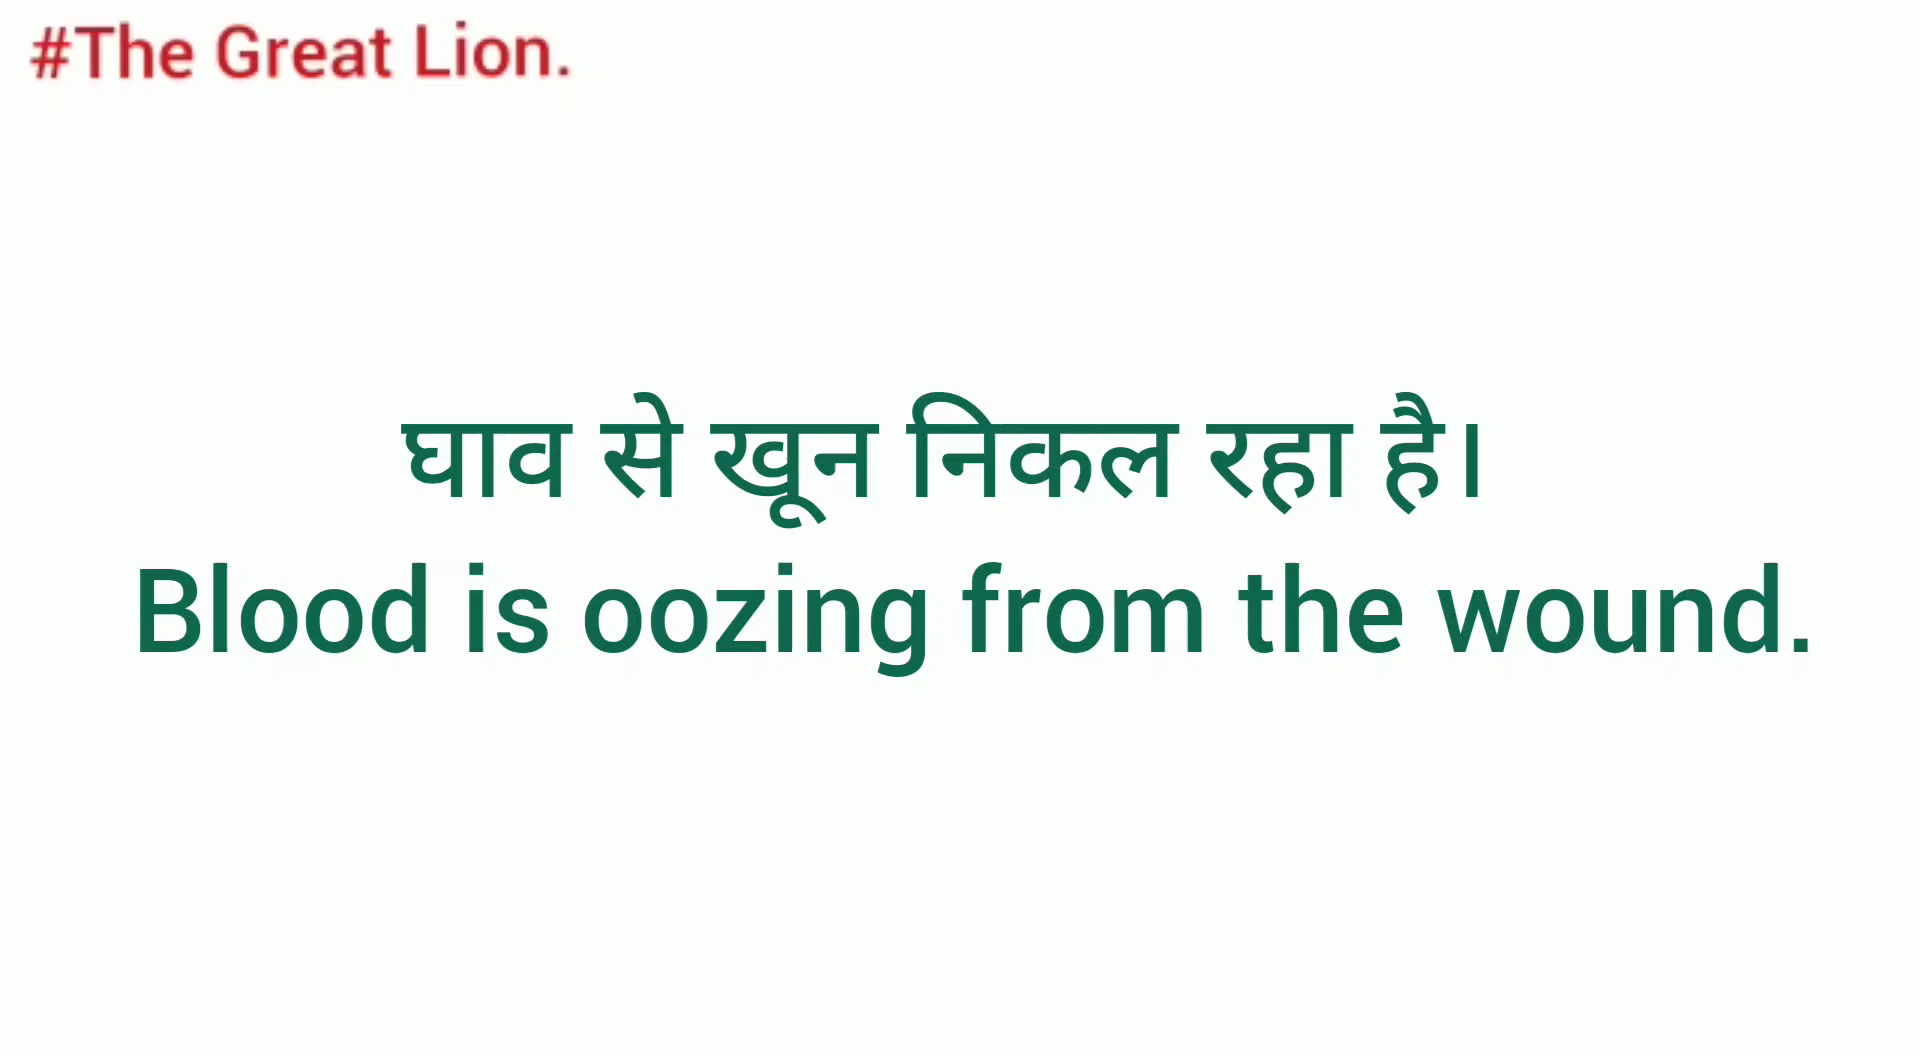 #The Great Lion.
घाव से खून निकल रहा है।
Blood is oozing from the wound.